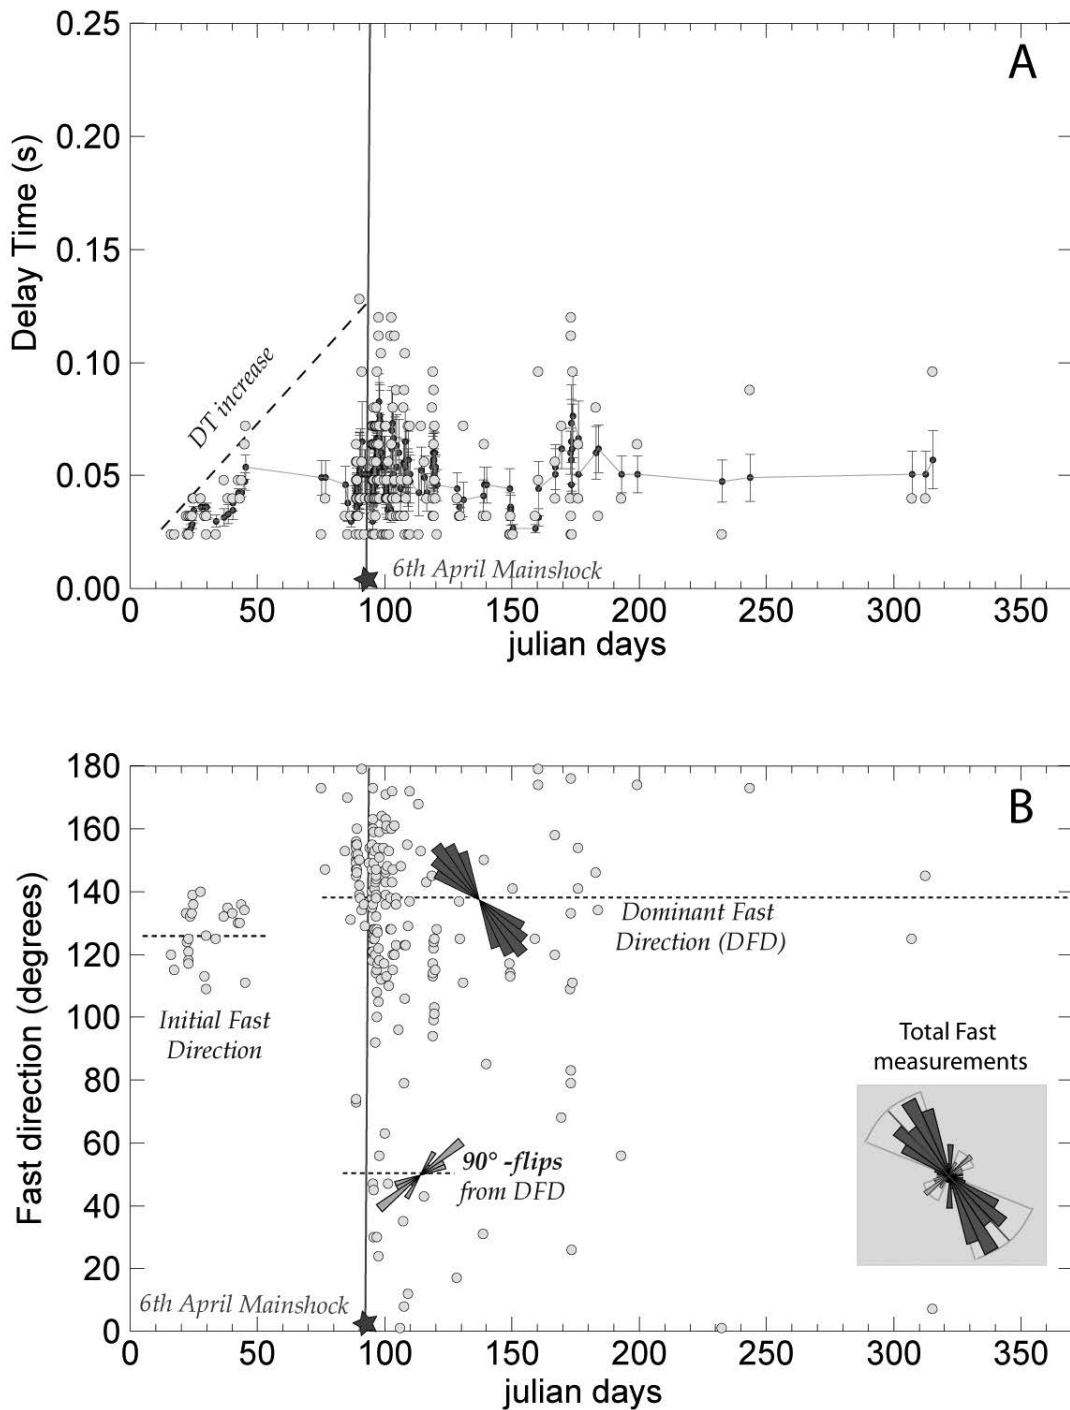 A
0.25
0.20
0.15
0.10
0.05
0.00
Delay Time (s)
DT increase
6th April Mainshock
0 50 100 150 200 250 300 350
julian days
B
180
160
140
120
100
80
60
40
20
0
Fast direction (degrees)
Dominant Fast
Direction (DFD)
Initial Fast
Direction
Total Fast
measurements
90° -flips
from DFD
6th April Mainshock
0 50 100 150 200 250 300 350
julian days